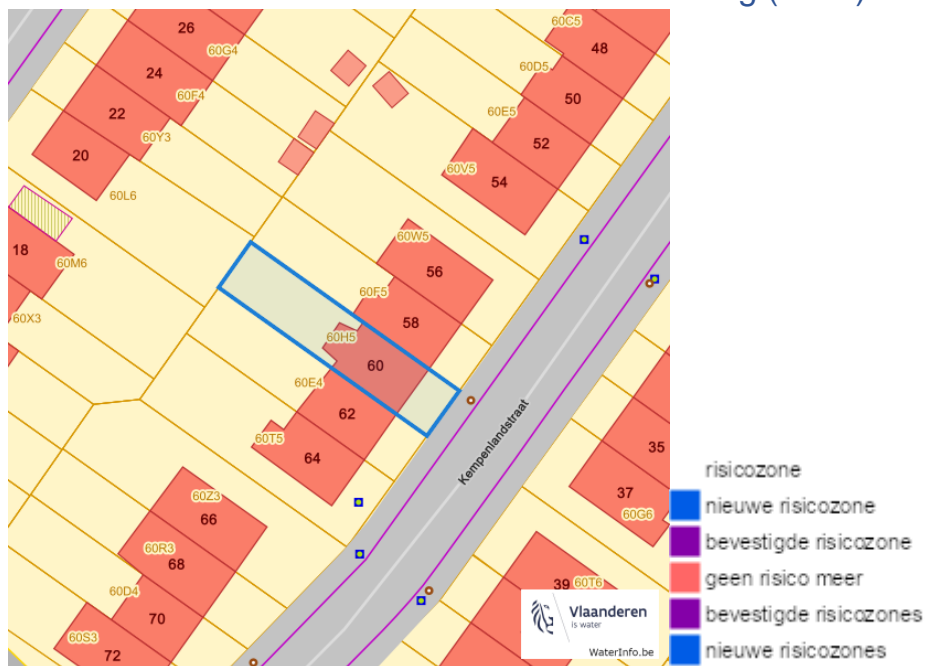 26
60G4
24
60F4
22
60Y3
20
60L6
60C5
48
60D5
50
60E5
52
60V5
54
18
60M6
60X3
60W5
56
60F5
58
60H5
60
60E4
62
60T5
64
Kempenlandstraat
35
37
60G6
60Z3
66
60R3
68
60D4
70
60S3
72
39
60T6
Vlaanderen
is water
WaterInfo.be
risicozone
nieuwe risicozone
bevestigde risicozone
geen risico meer
bevestigde risicozones
nieuwe risicozones